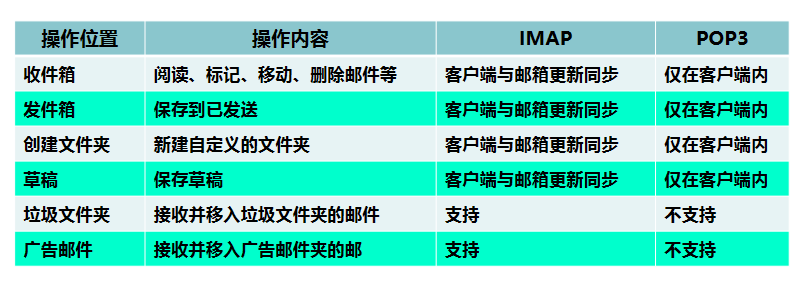 操作位置 操作内容 IMAP POP3
收件箱 阅读、标记、移动、删除邮件等 客户端与邮箱更新同步 仅在客户端内
发件箱 保存到已发送 客户端与邮箱更新同步 仅在客户端内
创建文件夹 新建自定义的文件夹 客户端与邮箱更新同步 仅在客户端内
草稿 保存草稿 客户端与邮箱更新同步 仅在客户端内
垃圾文件夹 接收并移入垃圾文件夹的邮件 支持 不支持
广告邮件 接收并移入广告邮件夹的邮 支持 不支持